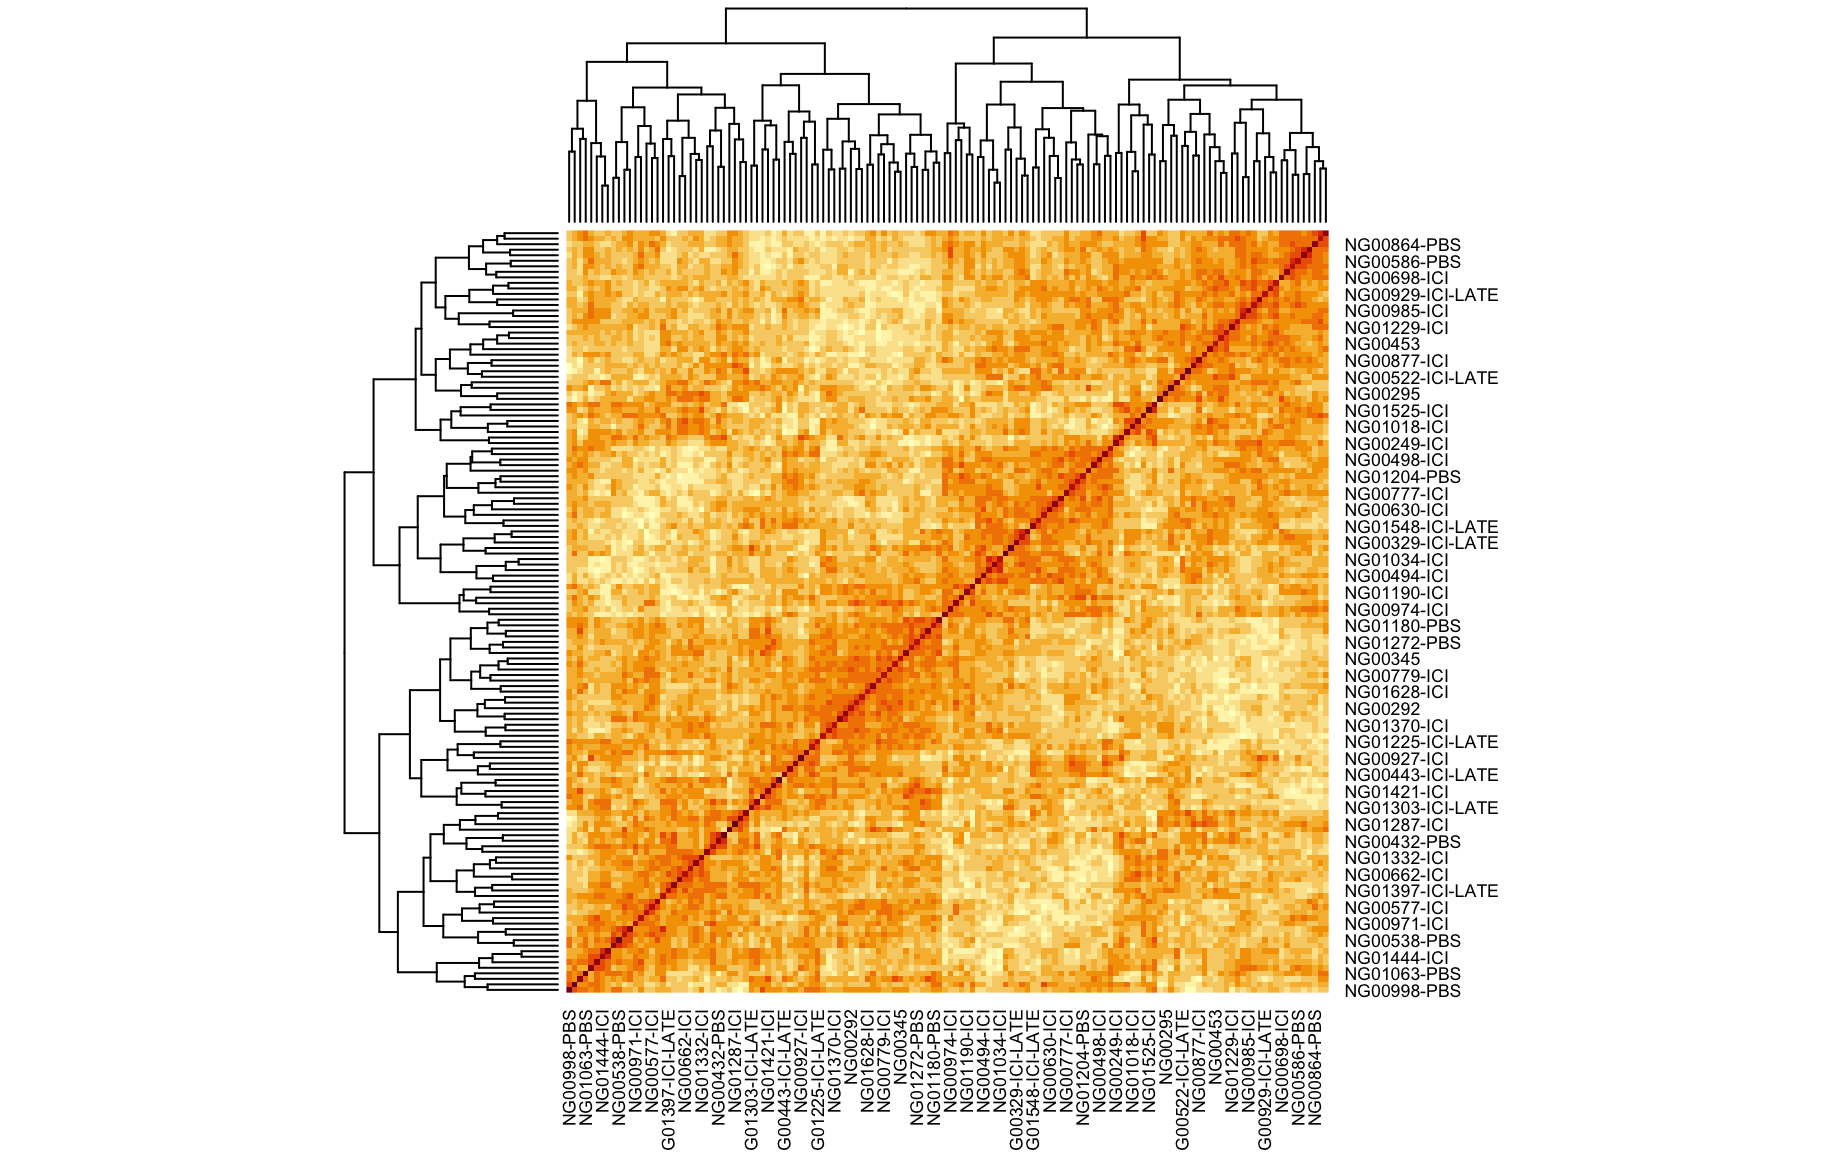 NG00864-PBS
NG00586-PBS
NG00698-ICI
NG00929-ICI-LATE
NG00985-ICI
NG01229-ICI
NG00453
NG00877-ICI
NG00522-ICI-LATE
NG00295
NG01525-ICI
NG01018-ICI
NG00249-ICI
NG00498-ICI
NG01204-PBS
NG00777-ICI
NG00630-ICI
NG01548-ICI-LATE
NG00329-ICI-LATE
NG01034-ICI
NG00494-ICI
NG01190-ICI
NG00974-ICI
NG01180-PBS
NG01272-PBS
NG00345
NG00779-ICI
NG01628-ICI
NG00292
NG01370-ICI
NG01225-ICI-LATE
NG00927-ICI
NG00443-ICI-LATE
NG01421-ICI
NG01303-ICI-LATE
NG01287-ICI
NG00432-PBS
NG01332-ICI
NG00662-ICI
NG01397-ICI-LATE
NG00577-ICI
NG00971-ICI
NG00538-PBS
NG01444-ICI
NG01063-PBS
NG00998-PBS
NG00998-PBS
NG01063-PBS
NG01444-ICI
NG00538-PBS
NG00971-ICI
NG00577-ICI
G01397-ICI-LATE
NG00662-ICI
NG01332-ICI
NG00432-PBS
NG01287-ICI
G01303-ICI-LATE
NG01421-ICI
G00443-ICI-LATE
NG00927-ICI
G01225-ICI-LATE
NG01370-ICI
NG00292
NG01628-ICI
NG00779-ICI
NG00345
NG01272-PBS
NG01180-PBS
NG00974-ICI
NG01190-ICI
NG00494-ICI
NG01034-ICI
G00329-ICI-LATE
G01548-ICI-LATE
NG00630-ICI
NG00777-ICI
NG01204-PBS
NG00498-ICI
NG00249-ICI
NG01018-ICI
NG01525-ICI
NG00295
G00522-ICI-LATE
NG00877-ICI
NG00453
NG01229-ICI
NG00985-ICI
G00929-ICI-LATE
NG00698-ICI
NG00586-PBS
NG00864-PBS